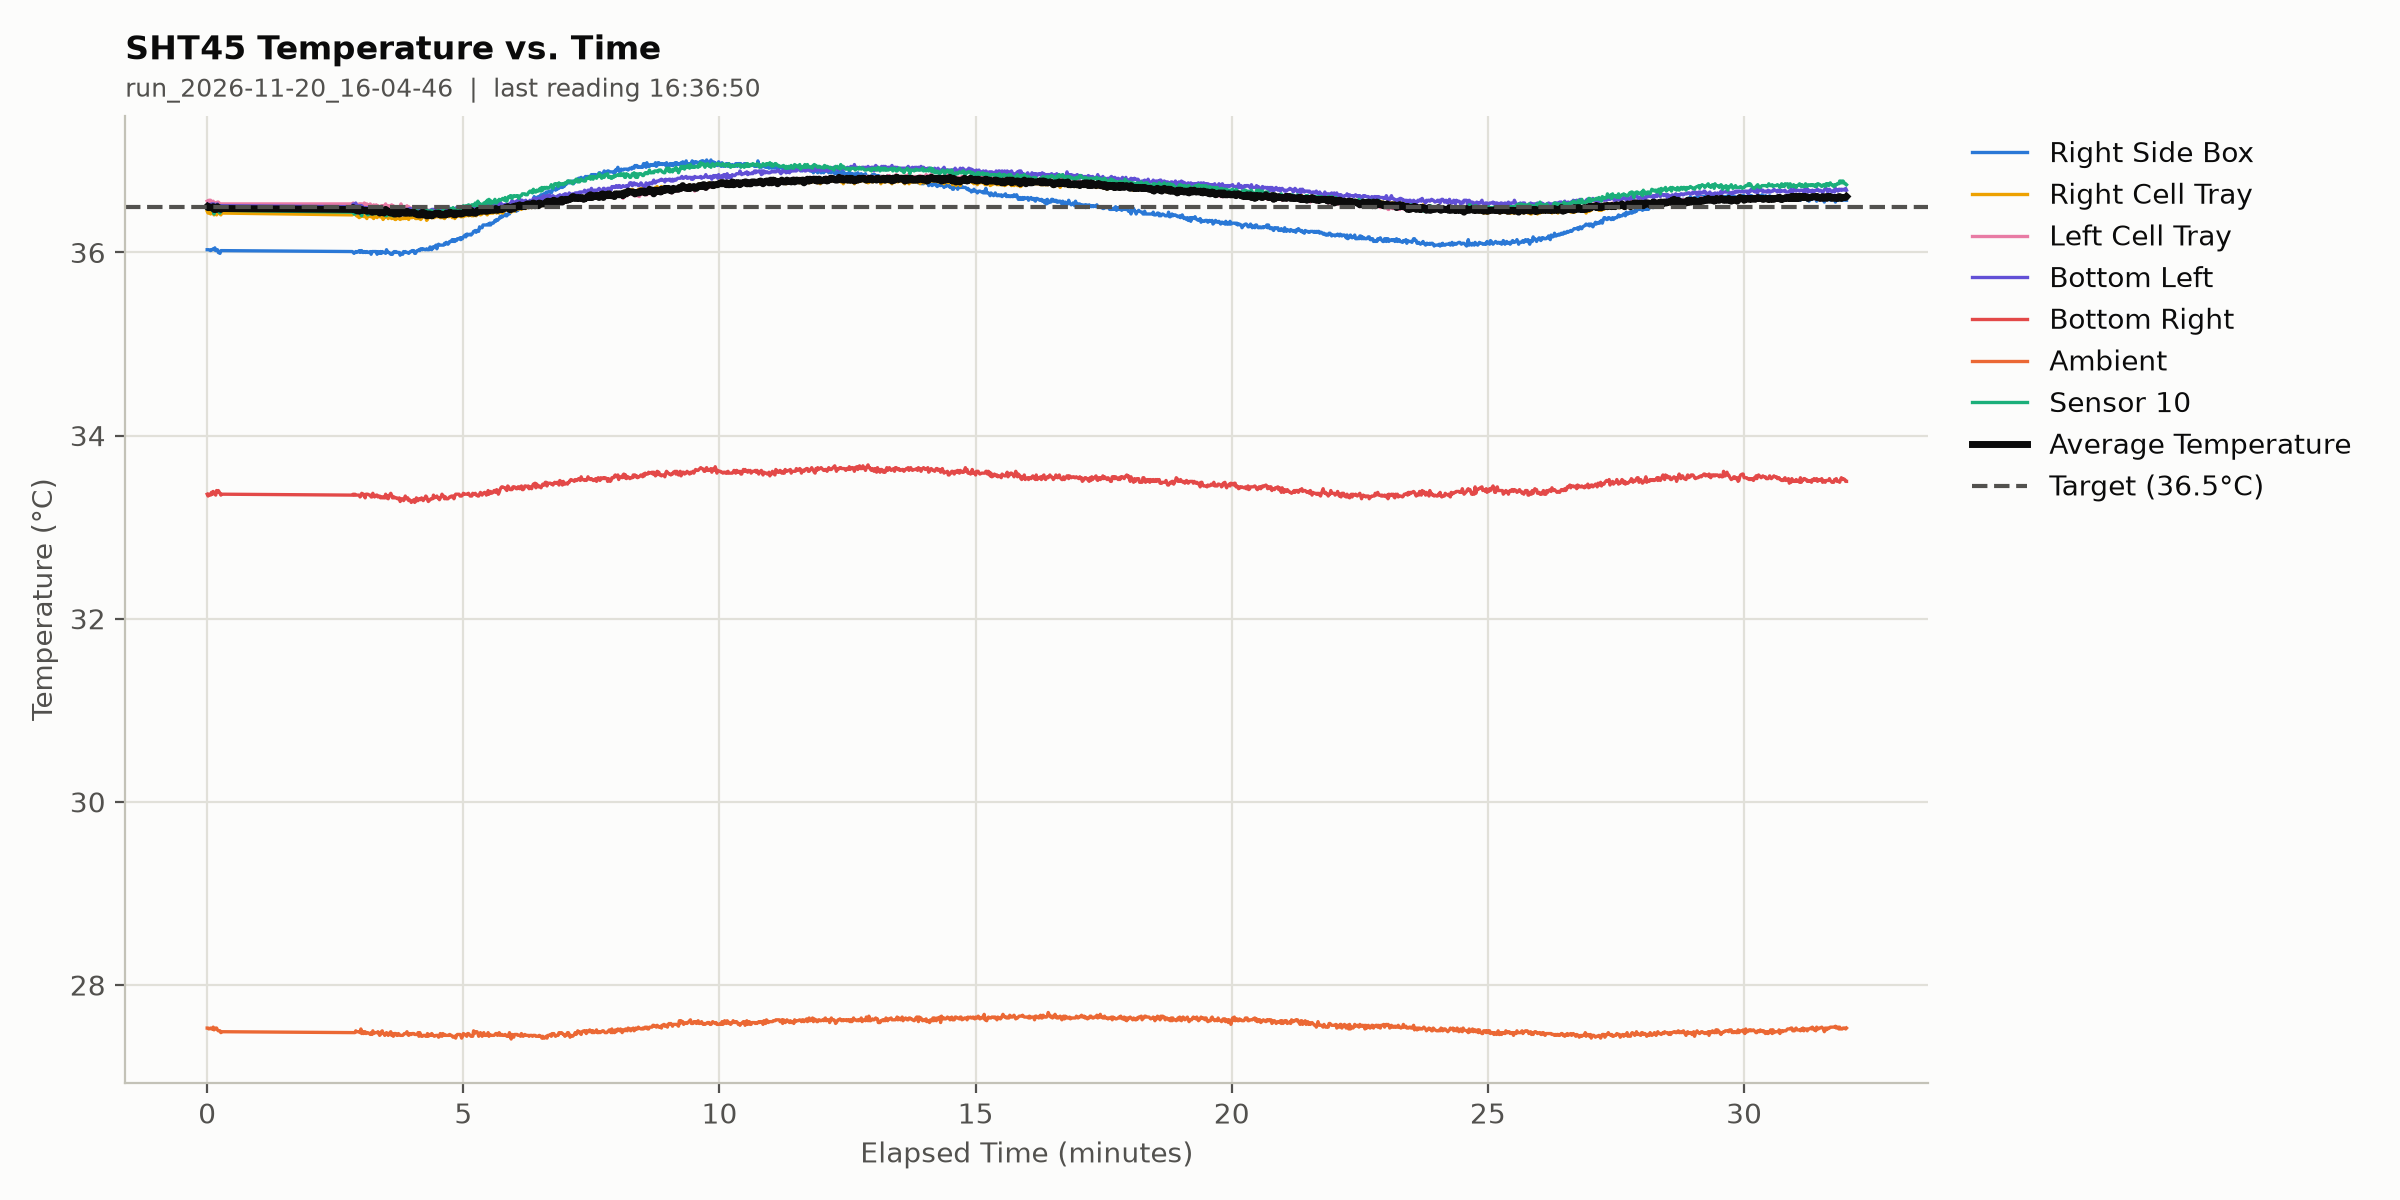 SHT45 Temperature vs. Time
run_2026-11-20_16-04-46 | last reading 16:36:50
Temperature (°C)
36
34
32
30
28
0 5 10 15 20 25 30
Elapsed Time (minutes)
Right Side Box
Right Cell Tray
Left Cell Tray
Bottom Left
Bottom Right
Ambient
Sensor 10
Average Temperature
Target (36.5°C)